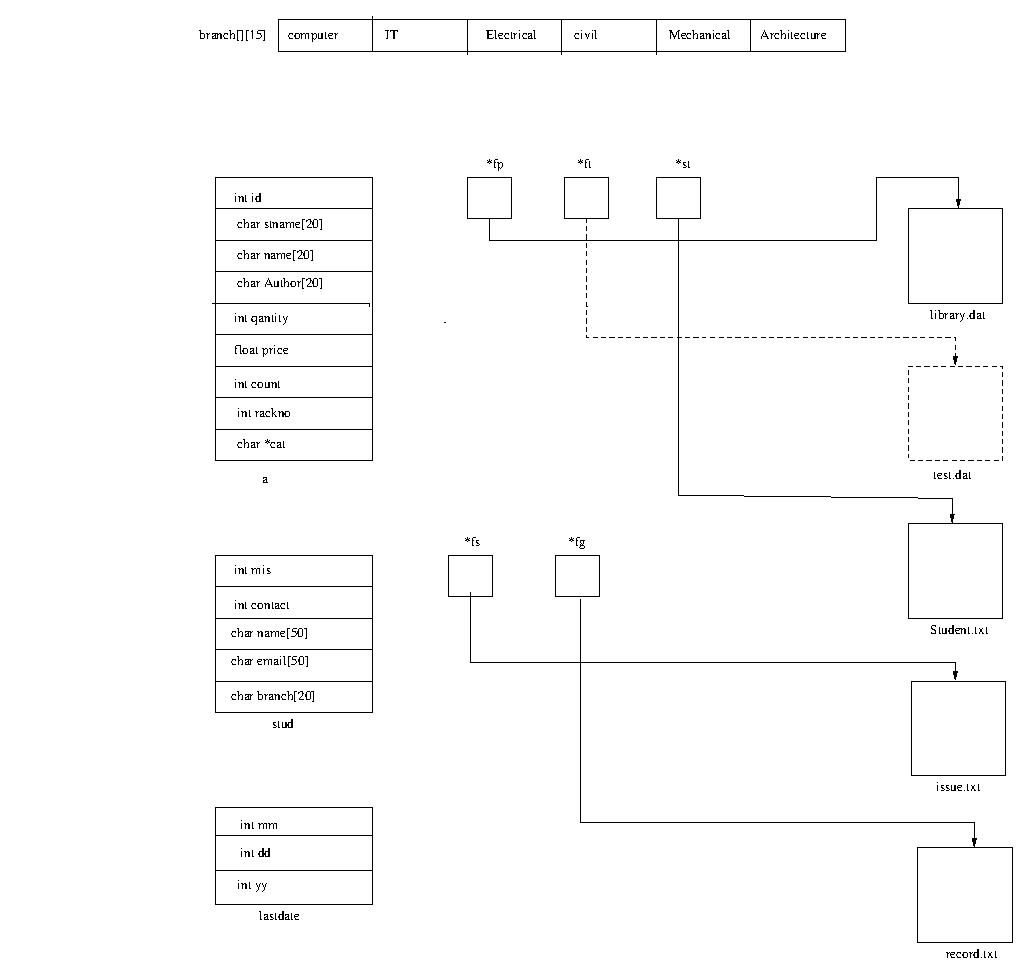 branch[][15] computer IT Electrical civil Mechanical Architecture
*fp *ft *st
int id
char stname[20]
char name[20]
char Author[20]
int qantity
float price
int count
int rackno
char *cat
a
library.dat
test.dat
Student.txt
*fs *fg
int mis
int contact
char name[50]
char email[50]
char branch[20]
stud
issue.txt
int mm
int dd
int yy
lastdate
record.txt